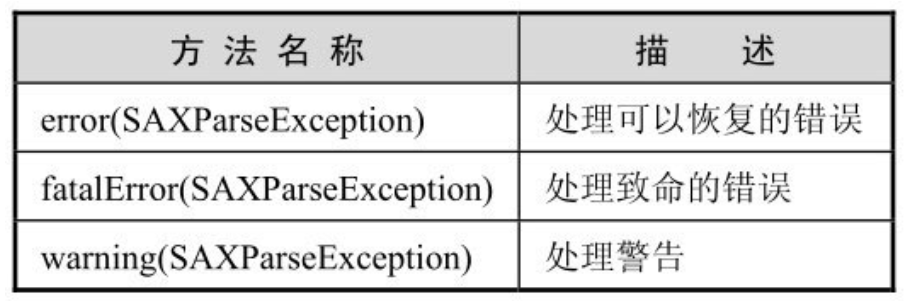 方法名称 描述
error(SAXParseException) 处理可以恢复的错误
fatalError(SAXParseException) 处理致命的错误
warning(SAXParseException) 处理警告